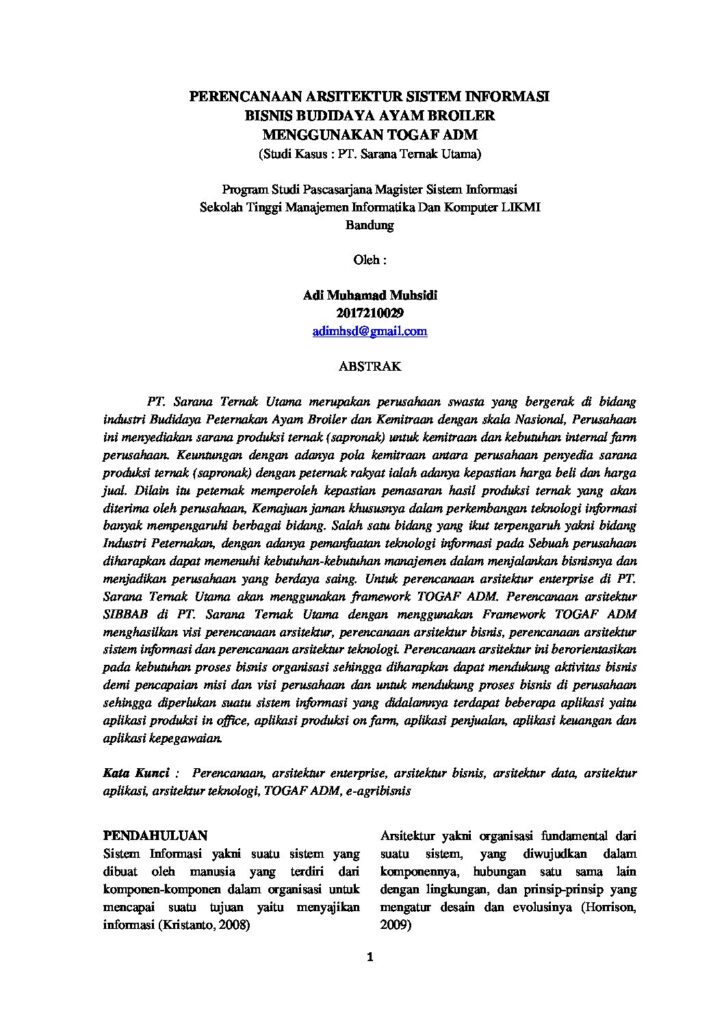 PERENCANAAN ARSITEKTUR SISTEM INFORMASI
BISNIS BUDIDAYA AYAM BROILER
MENGGUNAKAN TOGAF ADM
(Studi Kasus : PT. Sarana Ternak Utama)
Program Studi Pascasarjana Magister Sistem Informasi
Sekolah Tinggi Manajemen Informatika Dan Komputer LIKMI
Bandung
Oleh :
Adi Muhamad Muhsidi
2017210029
adimhsd@gmail.com
ABSTRAK
PT. Sarana Ternak Utama merupakan perusahaan swasta yang bergerak di bidang
industri Budidaya Peternakan Ayam Broiler dan Kemitraan dengan skala Nasional, Perusahaan
ini menyediakan sarana produksi ternak (sapronak) untuk kemitraan dan kebutuhan internal farm
perusahaan. Keuntungan dengan adanya pola kemitraan antara perusahaan penyedia sarana
produksi ternak (sapronak) dengan peternak rakyat ialah adanya kepastian harga beli dan harga
jual. Dilain itu peternak memperoleh kepastian pemasaran hasil produksi ternak yang akan
diterima oleh perusahaan, Kemajuan jaman khususnya dalam perkembangan teknologi informasi
banyak mempengaruhi berbagai bidang. Salah satu bidang yang ikut terpengaruh yakni bidang
Industri Peternakan, dengan adanya pemanfaatan teknologi informasi pada Sebuah perusahaan
diharapkan dapat memenuhi kebutuhan-kebutuhan manajemen dalam menjalankan bisnisnya dan
menjadikan perusahaan yang berdaya saing. Untuk perencanaan arsitektur enterprise di PT.
Sarana Ternak Utama akan menggunakan framework TOGAF ADM. Perencanaan arsitektur
SIBBAB di PT. Sarana Ternak Utama dengan menggunakan Framework TOGAF ADM
menghasilkan visi perencanaan arsitektur, perencanaan arsitektur bisnis, perencanaan arsitektur
sistem informasi dan perencanaan arsitektur teknologi. Perencanaan arsitektur ini berorientasikan
pada kebutuhan proses bisnis organisasi sehingga diharapkan dapat mendukung aktivitas bisnis
demi pencapaian misi dan visi perusahaan dan untuk mendukung proses bisnis di perusahaan
sehingga diperlukan suatu sistem informasi yang didalamnya terdapat beberapa aplikasi yaitu
aplikasi produksi in office, aplikasi produksi on farm, aplikasi penjualan, aplikasi keuangan dan
aplikasi kepegawaian.
Kata Kunci : Perencanaan, arsitektur enterprise, arsitektur bisnis, arsitektur data, arsitektur
aplikasi, arsitektur teknologi, TOGAF ADM, e-agribisnis
PENDAHULUAN
Sistem Informasi yakni suatu sistem yang
dibuat oleh manusia yang terdiri dari
komponen-komponen dalam organisasi untuk
mencapai suatu tujuan yaitu menyajikan
informasi (Kristanto, 2008)
Arsitektur yakni organisasi fundamental dari
suatu sistem, yang diwujudkan dalam
komponennya, hubungan satu sama lain
dengan lingkungan, dan prinsip-prinsip yang
mengatur desain dan evolusinya (Horrison,
2009)
1